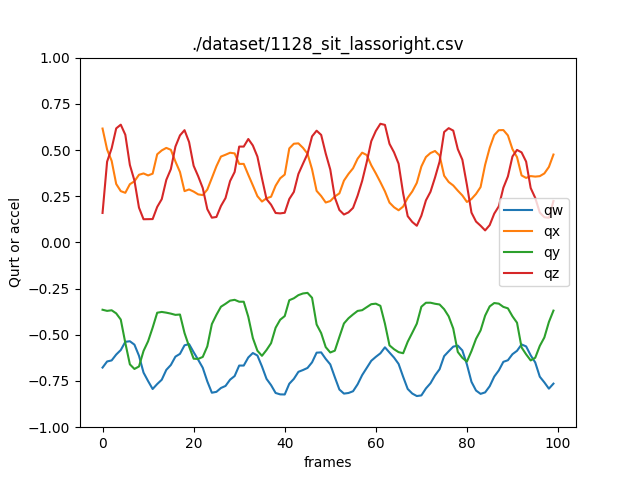 ./dataset/1128_sit_lassoright.csv
1.00
0.75
0.50
0.25
0.00
−0.25
−0.50
−0.75
−1.00
Qurt or accel
qw
qx
qy
qz
0 20 40 60 80 100
frames